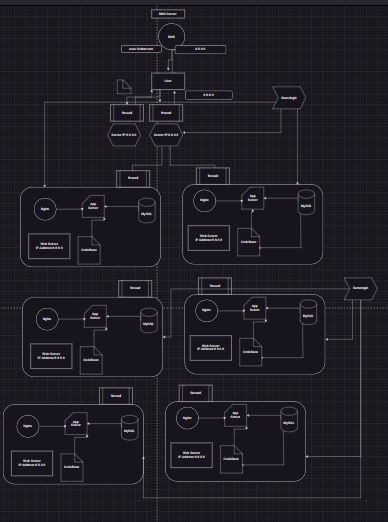 DNS Server
DNS
www.foobar.com
8.8.8.8
User
8.8.8.8
firewall
firewall
Server IP 8.8.8.8
Server IP 8.8.8.8
firewall
firewall
Nginx
App
Server
MySQL
Web Server
IP Address 8.8.8.8
CodeBase
Nginx
App
Server
MySQL
Web Server
IP Address 8.8.8.8
CodeBase
firewall
firewall
Nginx
App
Server
MySQL
Web Server
IP Address 8.8.8.8
CodeBase
Nginx
App
Server
MySQL
Web Server
IP Address 8.8.8.8
CodeBase
firewall
firewall
Nginx
App
Server
MySQL
Web Server
IP Address 8.8.8.8
CodeBase
Nginx
App
Server
MySQL
Web Server
IP Address 8.8.8.8
CodeBase